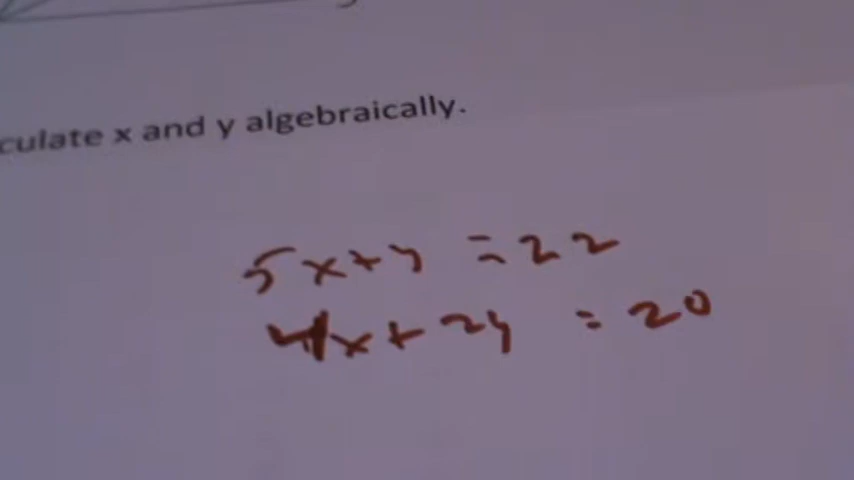 culate x and y algebraically.
5x+y = 22
4x + 2y = 20